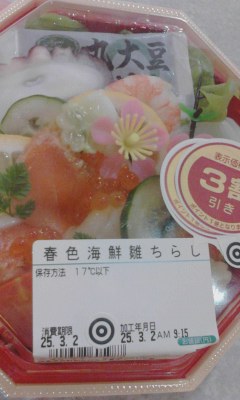 丸大豆
表示価
3割
引き
春色海鮮雛ちらし
保存方法 17℃以下
消費期限
25. 3. 2
加工年月日
25. 3. 2 AM 9:15